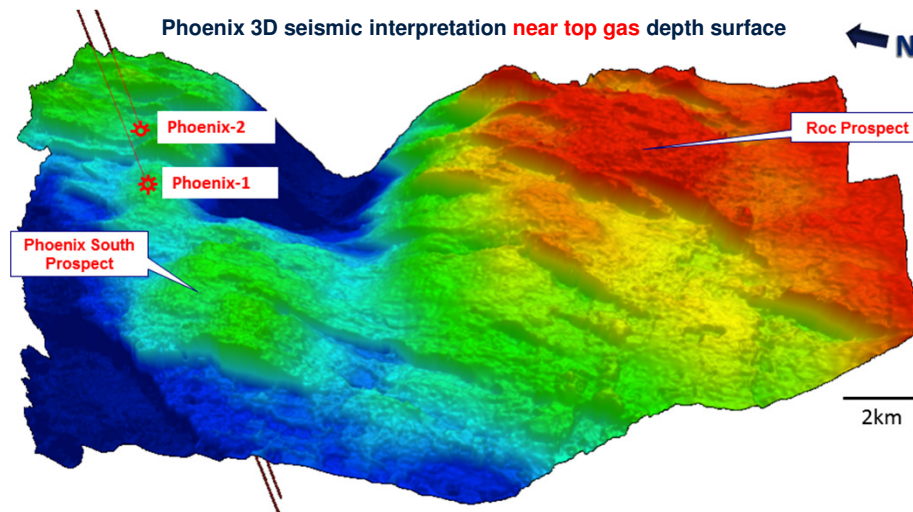 Phoenix 3D seismic interpretation near top gas depth surface
N
Phoenix-2
Roc Prospect
Phoenix-1
Phoenix South
Prospect
2km